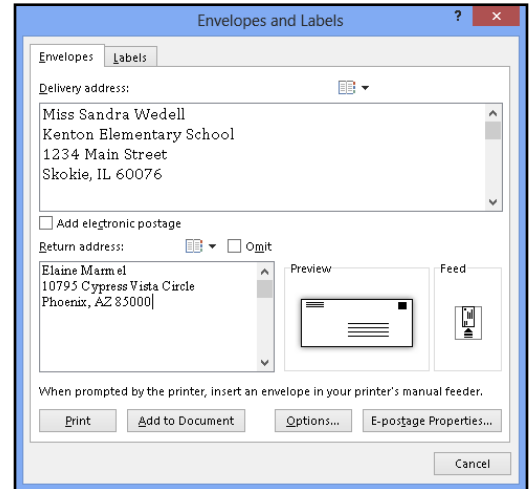 Envelopes and Labels
? ×
Envelopes Labels
Delivery address:
Miss Sandra Wedell
Kenton Elementary School
1234 Main Street
Skokie, IL 60076
Add electronic postage
Return address: Omit
Elaine Marmel
10795 Cypress Vista Circle
Phoenix, AZ 85000
Preview Feed
When prompted by the printer, insert an envelope in your printer's manual feeder.
Print Add to Document Options... E-postage Properties...
Cancel